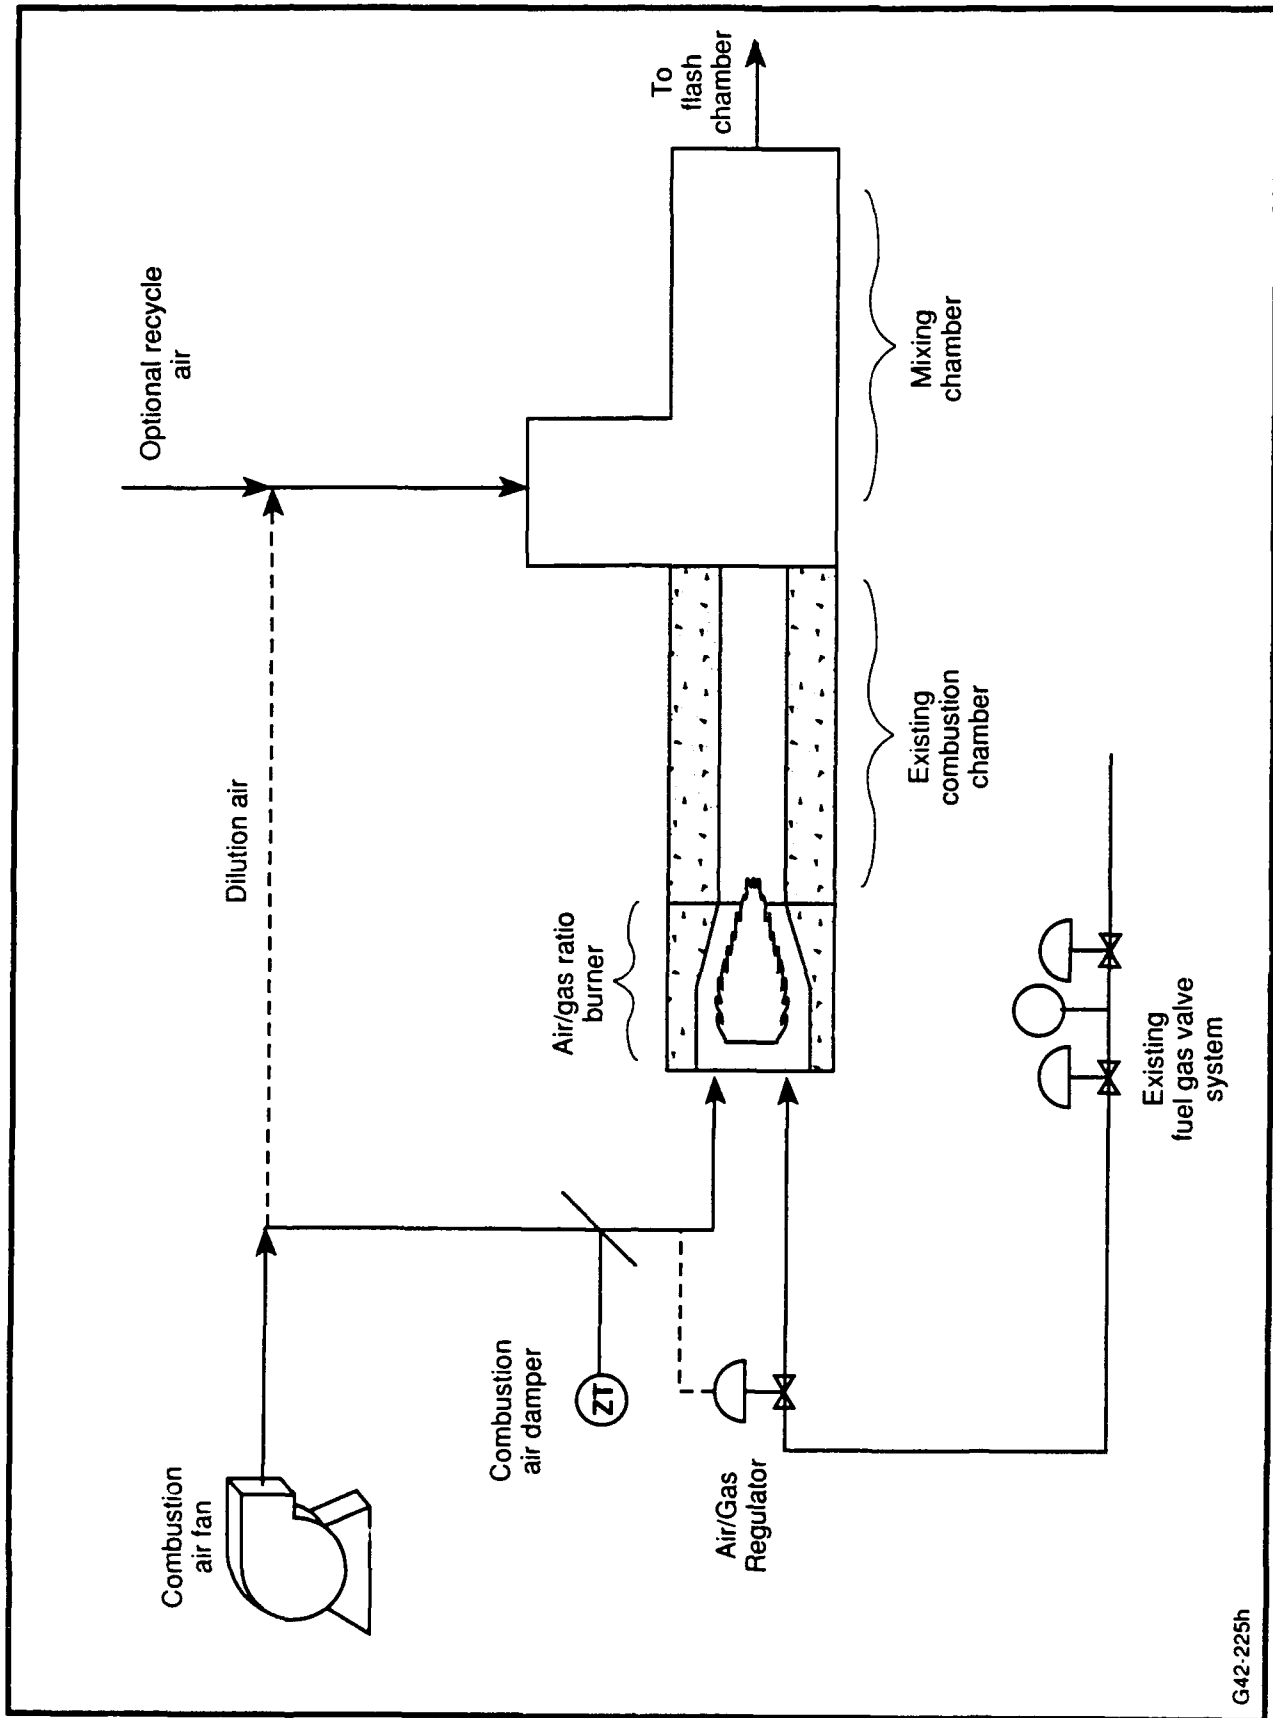 Combustion
air fan
Dilution air
Optional recycle
air
Combustion
air damper
ZT
Air/gas ratio
burner
To
flash
chamber
Air/Gas
Regulator
Existing
combustion
chamber
Mixing
chamber
Existing
fuel gas valve
system
G42-225h